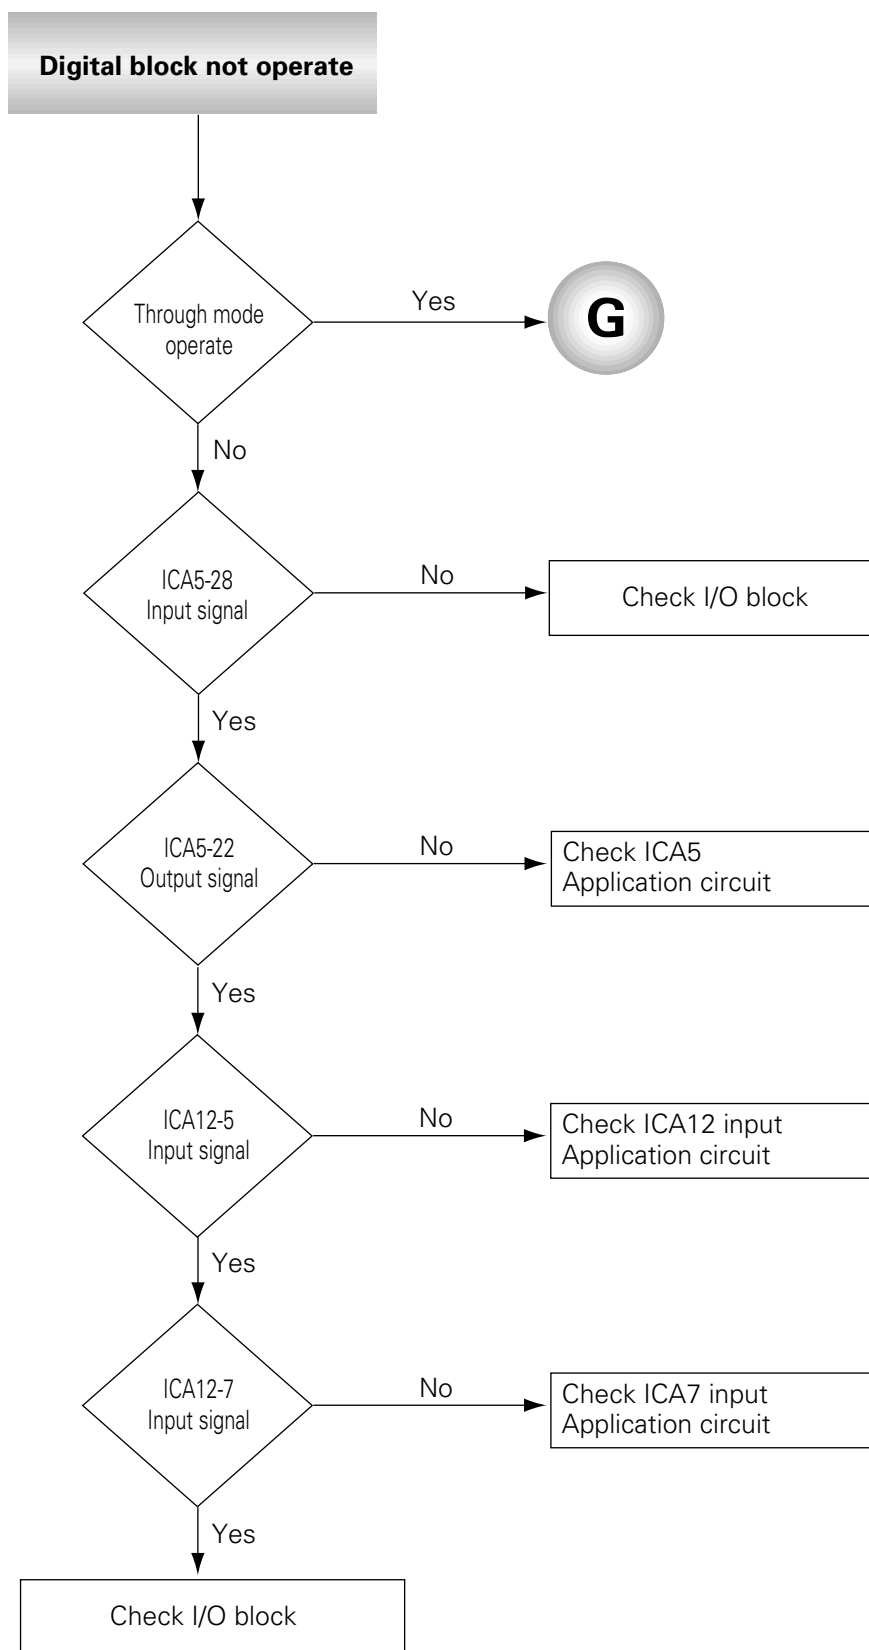 Digital block not operate
Through mode
operate
Yes
G
No
ICA5-28
Input signal
No
Check I/O block
Yes
ICA5-22
Output signal
No
Check ICA5
Application circuit
Yes
ICA12-5
Input signal
No
Check ICA12 input
Application circuit
Yes
ICA12-7
Input signal
No
Check ICA7 input
Application circuit
Yes
Check I/O block